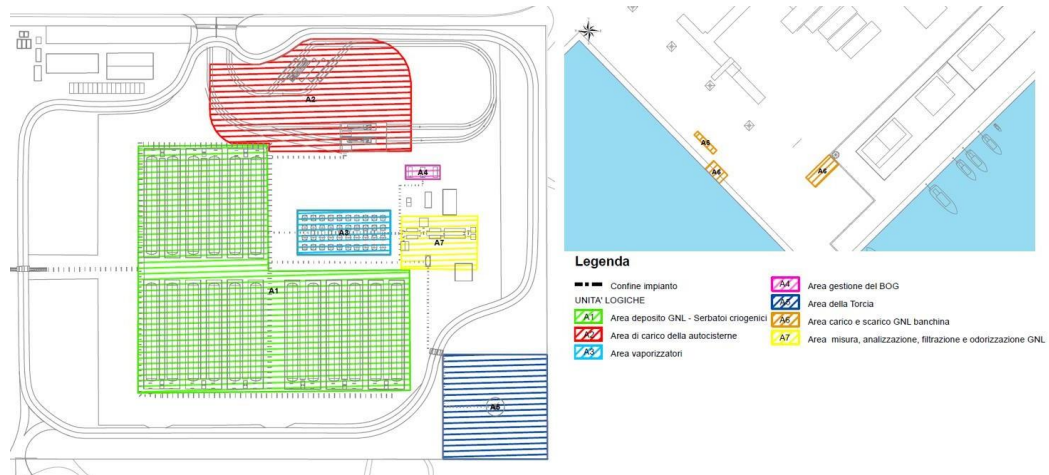 A2
A4
A3
A7
A1
A5
A6
A6
A6
Legenda
Confine impianto
UNITA' LOGICHE
A1 Area deposito GNL - Serbatoi criogenici
A2 Area di carico della autocisterne
A3 Area vaporizzatori
A4 Area gestione del BOG
A5 Area della Torcia
A6 Area carico e scarico GNL banchina
A7 Area misura, analizzazione, filtrazione e odorizzazione GNL